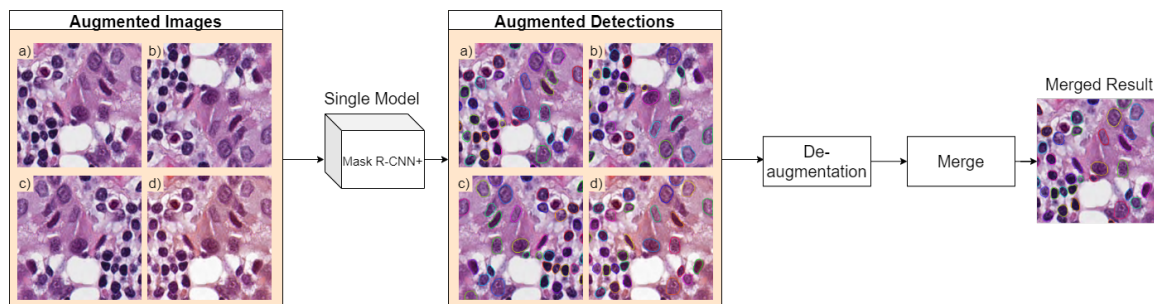 Augmented Images
a)
b)
c)
d)
Single Model
Mask R-CNN+
Augmented Detections
a)
b)
c)
d)
De-
augmentation
Merge
Merged Result